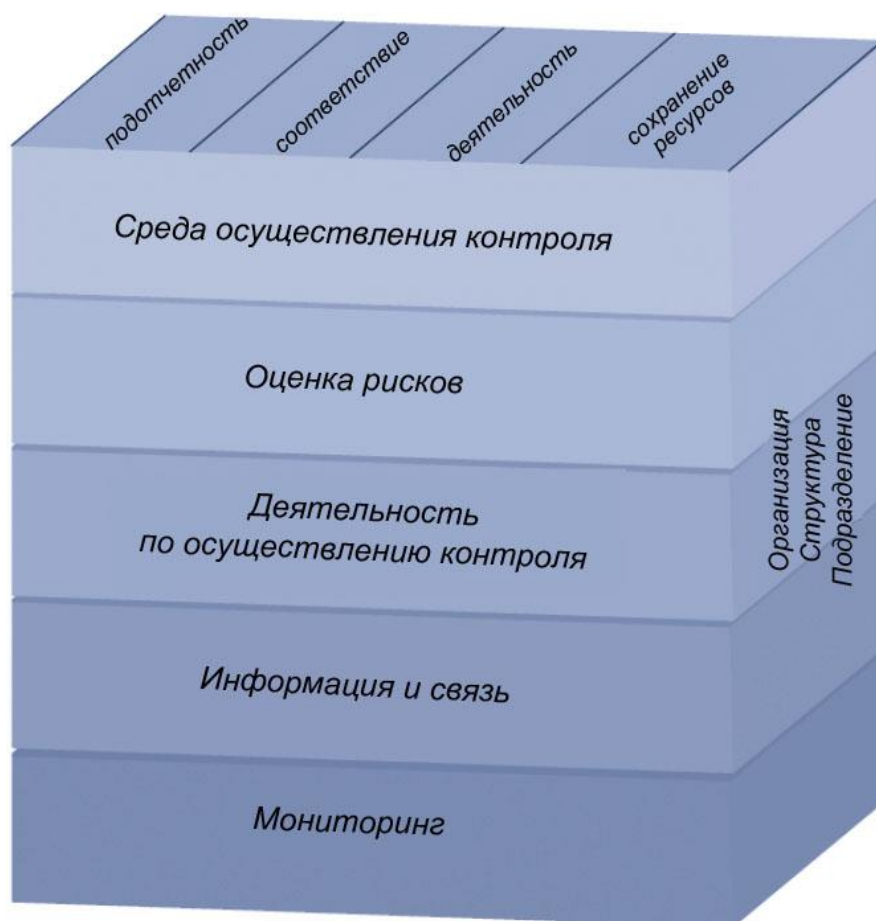 подотчетность
соответствие
деятельность
сохранение
ресурсов
Среда осуществления контроля
Оценка рисков
Деятельность
по осуществлению контроля
Информация и связь
Мониторинг
Организация
Структура
Подразделение